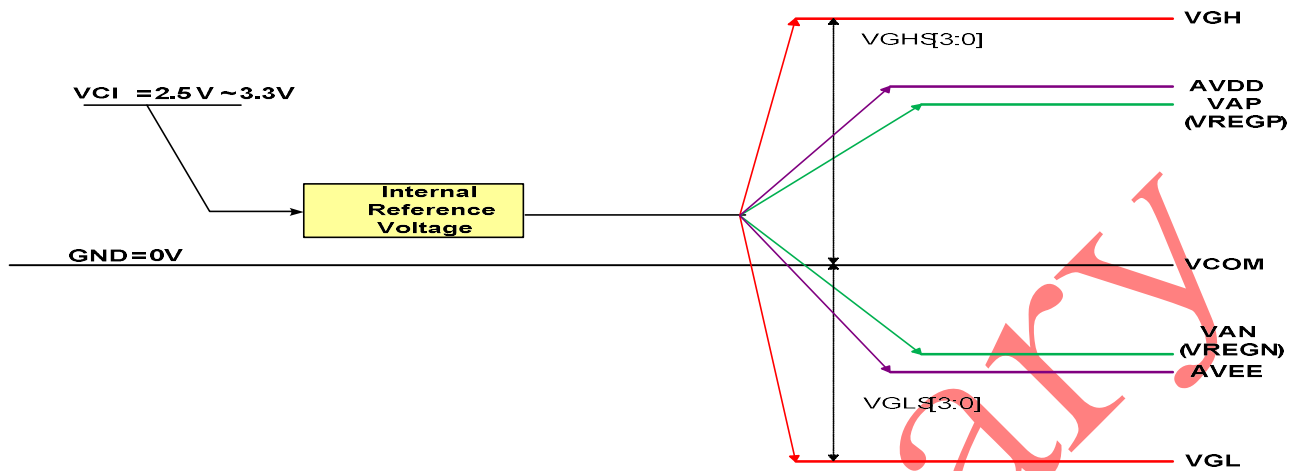 VGH
VGHS[3:0]
VCI = 2.5 V ~ 3.3V
AVDD
VAP
(VREGP)
Internal
Reference
Voltage
GND = 0V
VCOM
VAN
(VREGN)
AVEE
VGLS[3:0]
VGL
ary